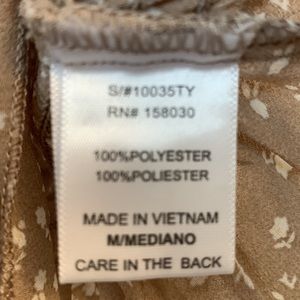 S/#10035TY
RN# 158030
100%POLYESTER
100%POLIESTER
MADE IN VIETNAM
M/MEDIANO
CARE IN THE BACK